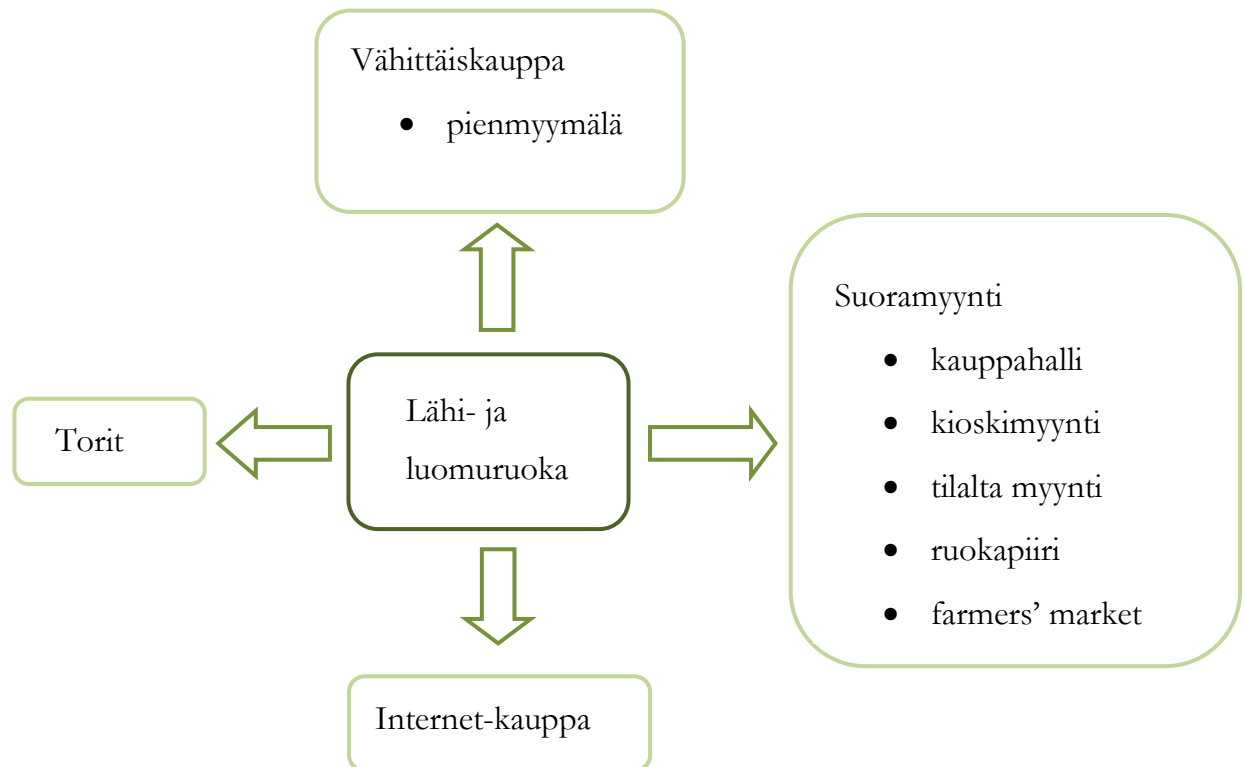 Vähittäiskauppa
• pienmyymälä
Suoramyynti
• kauppahalli
• kioskimyynti
• tilalta myynti
• ruokapiiri
• farmers’ market
Lähi- ja
luomuruoka
Torit
Internet-kauppa